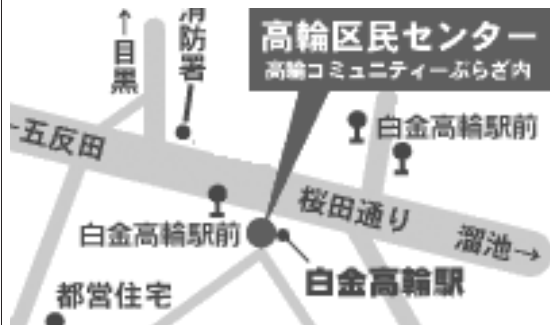 ↑目黒
消防署
高輪区民センター
高輪コミュニティーぷらざ内
←五反田
白金高輪駅前
桜田通り
溜池→
白金高輪駅前
白金高輪駅
都営住宅